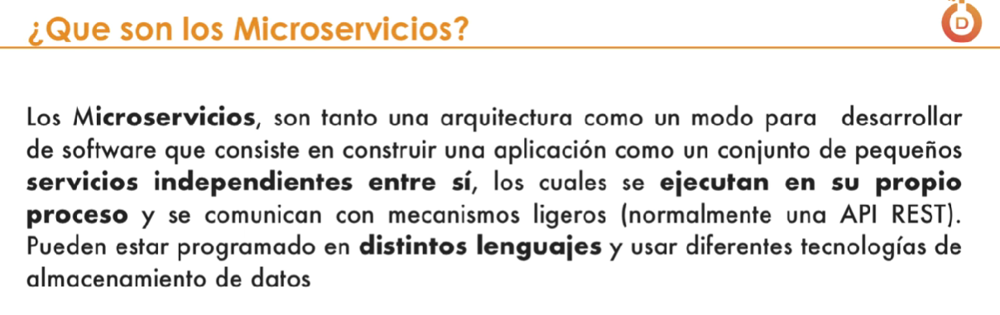 ¿Que son los Microservicios?
D
Los Microservicios, son tanto una arquitectura como un modo para desarrollar
de software que consiste en construir una aplicación como un conjunto de pequeños
servicios independientes entre sí, los cuales se ejecutan en su propio
proceso y se comunican con mecanismos ligeros (normalmente una API REST).
Pueden estar programado en distintos lenguajes y usar diferentes tecnologías de
almacenamiento de datos